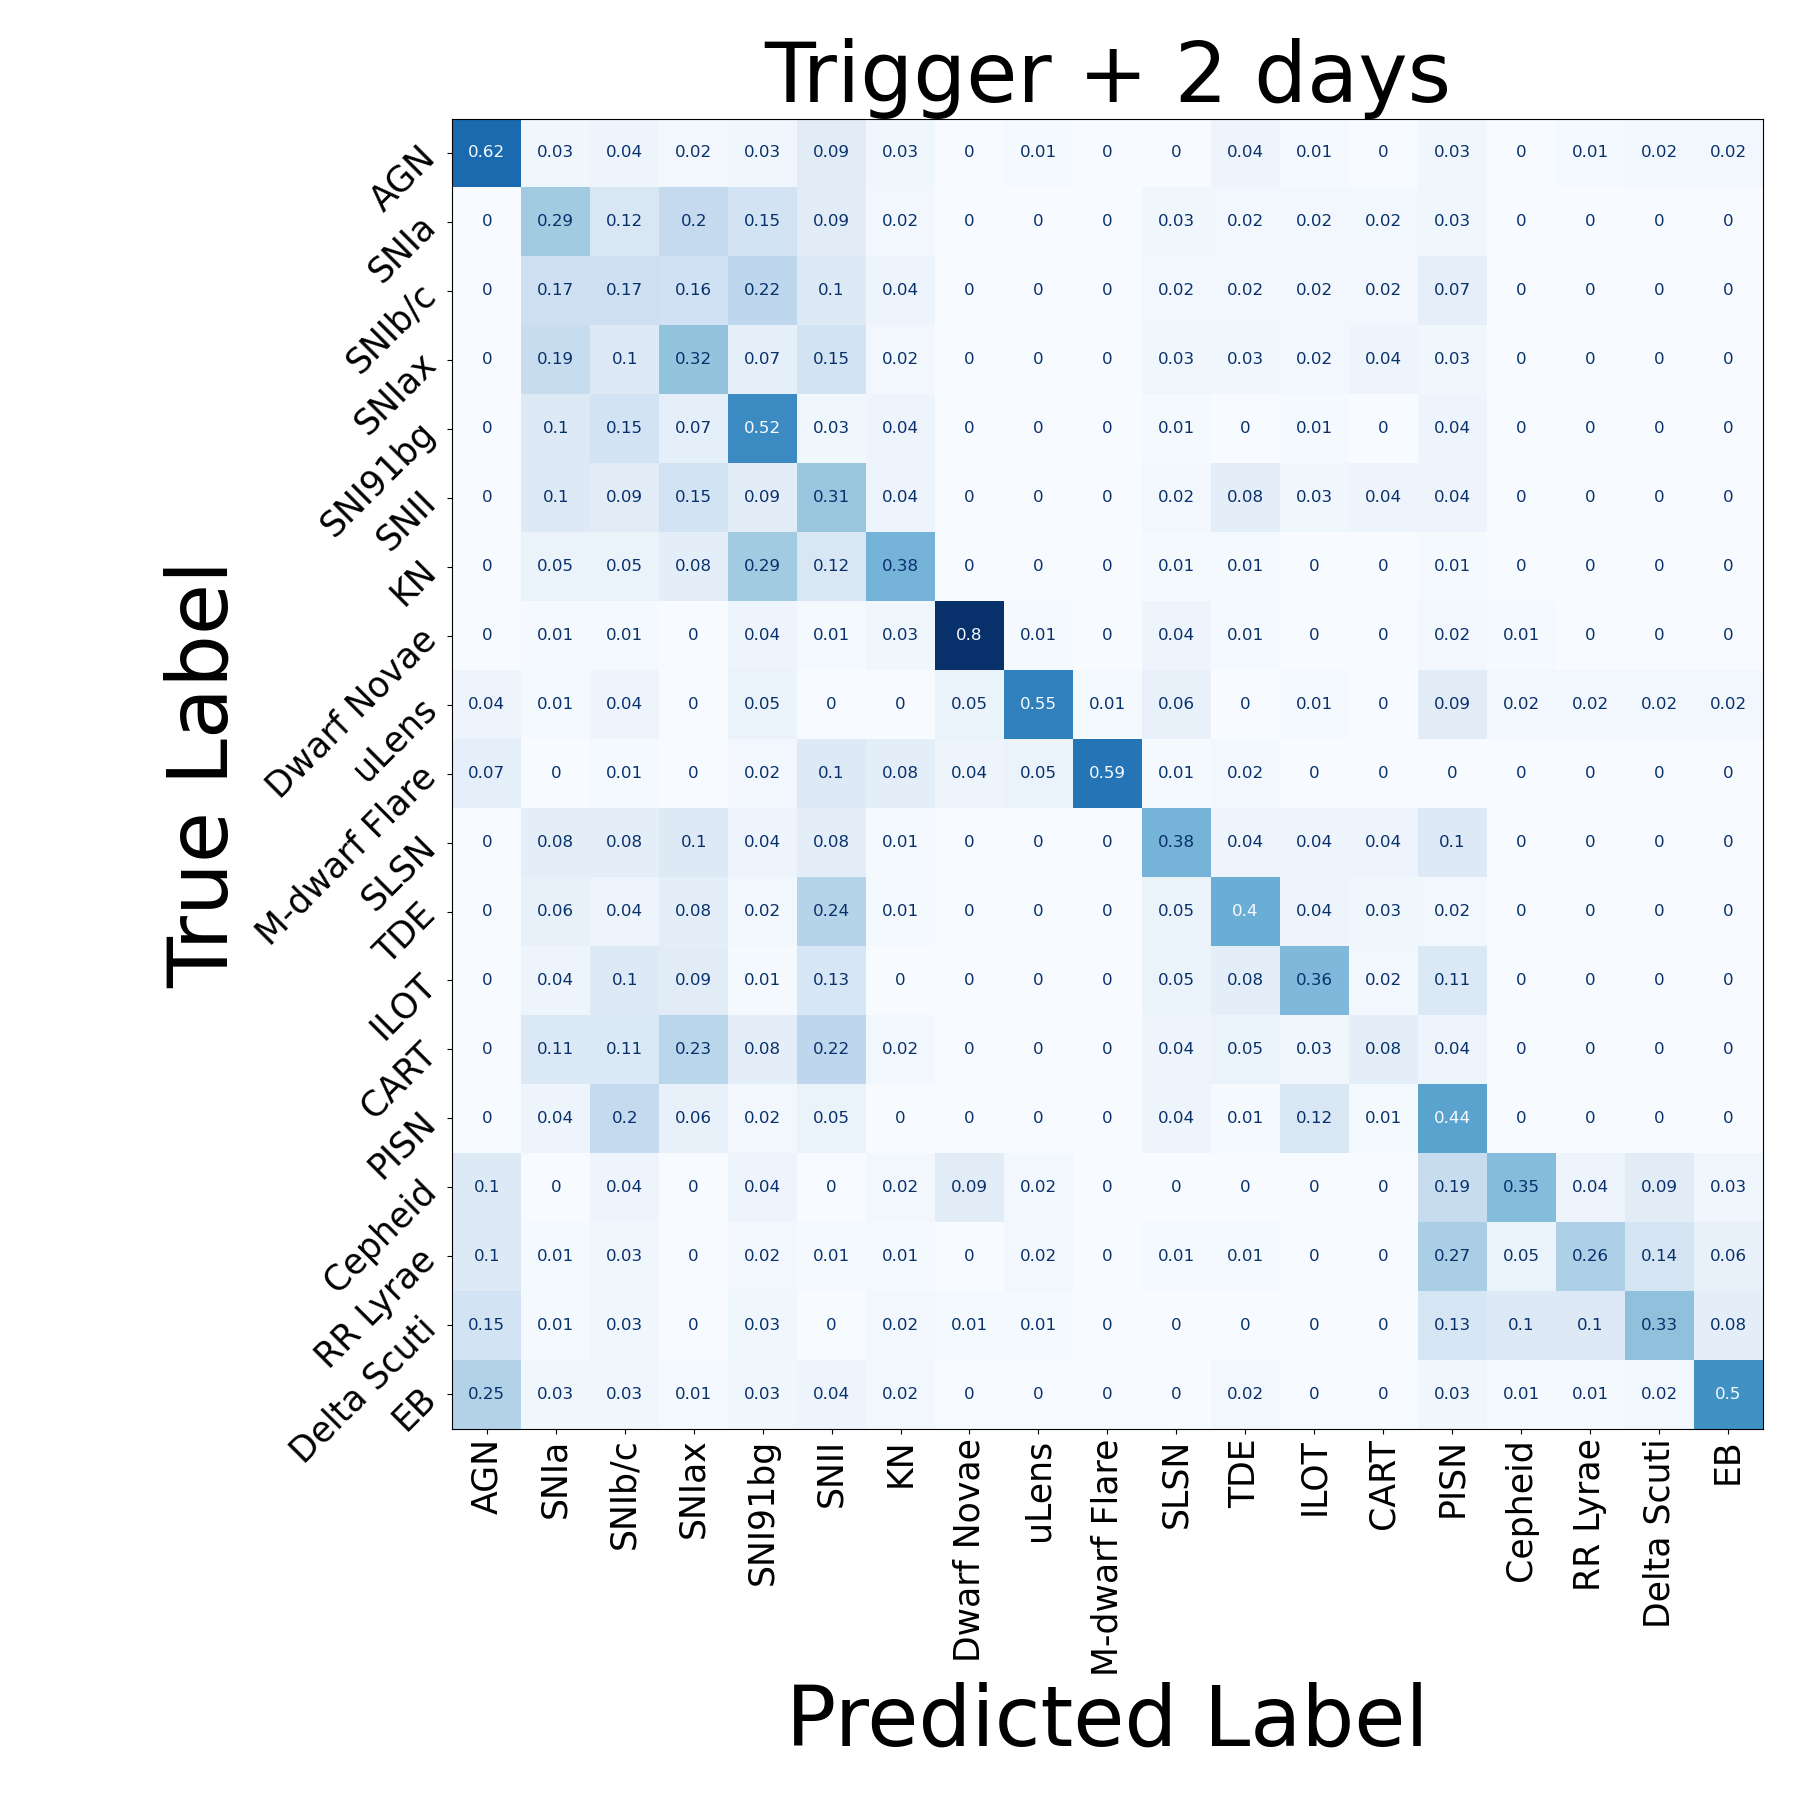 Trigger + 2 days
True Label
AGN 0.62 0.03 0.04 0.02 0.03 0.09 0.03 0 0.01 0 0 0.04 0.01 0 0.03 0 0.01 0.02 0.02
SNIa 0 0.29 0.12 0.2 0.15 0.09 0.02 0 0 0 0.03 0.02 0.02 0.02 0.03 0 0 0 0
SNIb/c 0 0.17 0.17 0.16 0.22 0.1 0.04 0 0 0 0.02 0.02 0.02 0.02 0.07 0 0 0 0
SNIax 0 0.19 0.1 0.32 0.07 0.15 0.02 0 0 0 0.03 0.03 0.02 0.04 0.03 0 0 0 0
SNI91bg 0 0.1 0.15 0.07 0.52 0.03 0.04 0 0 0 0.01 0 0.01 0 0.04 0 0 0 0
SNII 0 0.1 0.09 0.15 0.09 0.31 0.04 0 0 0 0.02 0.08 0.03 0.04 0.04 0 0 0 0
KN 0 0.05 0.05 0.08 0.29 0.12 0.38 0 0 0 0.01 0.01 0 0 0.01 0 0 0 0
Dwarf Novae 0 0.01 0.01 0 0.04 0.01 0.03 0.8 0.01 0 0.04 0.01 0 0 0.02 0.01 0 0 0
uLens 0.04 0.01 0.04 0 0.05 0 0 0.05 0.55 0.01 0.06 0 0.01 0 0.09 0.02 0.02 0.02 0.02
M-dwarf Flare 0.07 0 0.01 0 0.02 0.1 0.08 0.04 0.05 0.59 0.01 0.02 0 0 0 0 0 0 0
SLSN 0 0.08 0.08 0.1 0.04 0.08 0.01 0 0 0 0.38 0.04 0.04 0.04 0.1 0 0 0 0
TDE 0 0.06 0.04 0.08 0.02 0.24 0.01 0 0 0 0.05 0.4 0.04 0.03 0.02 0 0 0 0
ILOT 0 0.04 0.1 0.09 0.01 0.13 0 0 0 0 0.05 0.08 0.36 0.02 0.11 0 0 0 0
CART 0 0.11 0.11 0.23 0.08 0.22 0.02 0 0 0 0.04 0.05 0.03 0.08 0.04 0 0 0 0
PISN 0 0.04 0.2 0.06 0.02 0.05 0 0 0 0 0.04 0.01 0.12 0.01 0.44 0 0 0 0
Cepheid 0.1 0 0.04 0 0.04 0 0.02 0.09 0.02 0 0 0 0 0 0.19 0.35 0.04 0.09 0.03
RR Lyrae 0.1 0.01 0.03 0 0.02 0.01 0.01 0 0.02 0 0.01 0.01 0 0 0.27 0.05 0.26 0.14 0.06
Delta Scuti 0.15 0.01 0.03 0 0.03 0 0.02 0.01 0.01 0 0 0 0 0 0.13 0.1 0.1 0.33 0.08
EB 0.25 0.03 0.03 0.01 0.03 0.04 0.02 0 0 0 0 0.02 0 0 0.03 0.01 0.01 0.02 0.5
AGN SNIa SNIb/c SNIax SNI91bg SNII KN Dwarf Novae uLens M-dwarf Flare SLSN TDE ILOT CART PISN Cepheid RR Lyrae Delta Scuti EB
Predicted Label